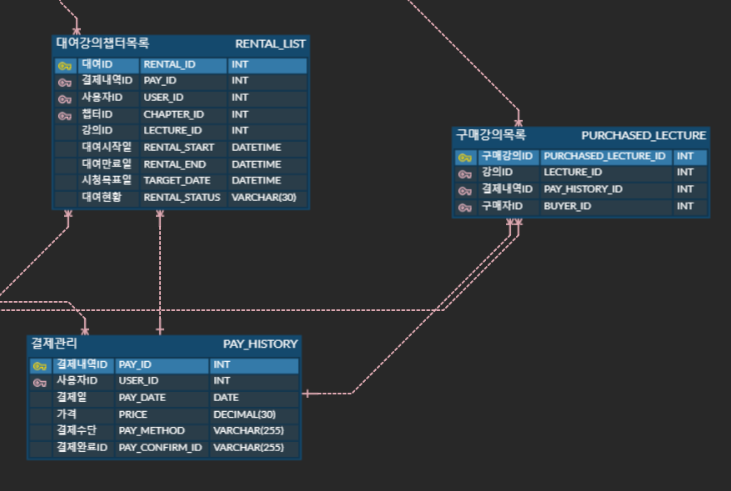 대여강의챕터목록 RENTAL_LIST
대여ID RENTAL_ID INT
결제내역ID PAY_ID INT
사용자ID USER_ID INT
챕터ID CHAPTER_ID INT
강의ID LECTURE_ID INT
대여시작일 RENTAL_START DATETIME
대여만료일 RENTAL_END DATETIME
시청목표일 TARGET_DATE DATETIME
대여현황 RENTAL_STATUS VARCHAR(30)
구매강의목록 PURCHASED_LECTURE
구매강의ID PURCHASED_LECTURE_ID INT
강의ID LECTURE_ID INT
결제내역ID PAY_HISTORY_ID INT
구매자ID BUYER_ID INT
결제관리 PAY_HISTORY
결제내역ID PAY_ID INT
사용자ID USER_ID INT
결제일 PAY_DATE DATE
가격 PRICE DECIMAL(30)
결제수단 PAY_METHOD VARCHAR(255)
결제완료ID PAY_CONFIRM_ID VARCHAR(255)